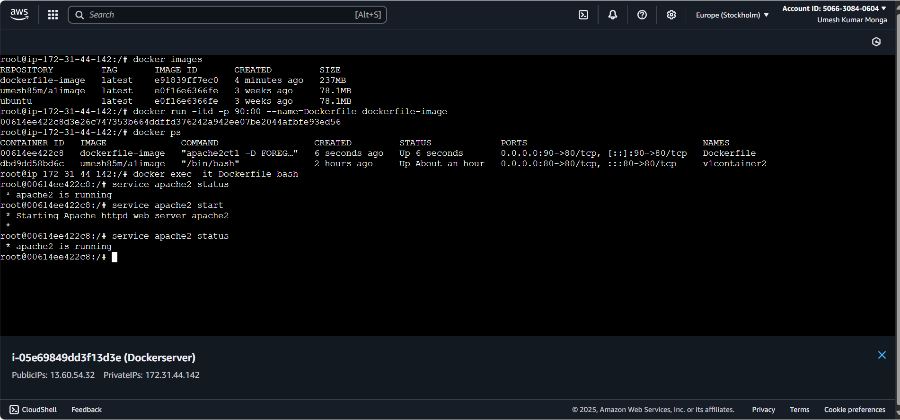 aws
Search
[Alt+S]
Europe (Stockholm) ▼
Account ID: 5066-3084-0604 ▼
Umesh Kumar Monga
root@ip-172-31-44-142:/# docker images
REPOSITORY TAG IMAGE ID CREATED SIZE
dockerfile-image latest e91839ff7ec0 4 minutes ago 237MB
umesh85m/a1image latest e0f16e6366fe 3 weeks ago 78.1MB
ubuntu latest e0f16e6366fe 3 weeks ago 78.1MB
root@ip-172-31-44-142:/# docker run -itd -p 90:80 --name=Dockerfile dockerfile-image
00614ee422c8d3e26c747353b664ddffd376242a942ee07be2044afbfe93ed56
root@ip-172-31-44-142:/# docker ps
CONTAINER ID IMAGE COMMAND CREATED STATUS PORTS NAMES
00614ee422c8 dockerfile-image "apache2ctl -D FOREG…" 6 seconds ago Up 6 seconds 0.0.0.0:90->80/tcp, [::]:90->80/tcp Dockerfile
dbd9dc58bd6c umesh85m/a1image "/bin/bash" 2 hours ago Up About an hour 0.0.0.0:80->80/tcp, :::80->80/tcp v1container2
root@ip-172-31-44-142:/# docker exec -it Dockerfile bash
root@00614ee422c8:/# service apache2 status
* apache2 is running
root@00614ee422c8:/# service apache2 start
* Starting Apache httpd web server apache2
*
root@00614ee422c8:/# service apache2 status
* apache2 is running
root@00614ee422c8:/#
i-05e69849dd3f13d3e (Dockerserver)
PublicIPs: 13.60.54.32 PrivateIPs: 172.31.44.142
CloudShell Feedback © 2025, Amazon Web Services, Inc. or its affiliates. Privacy Terms Cookie preferences